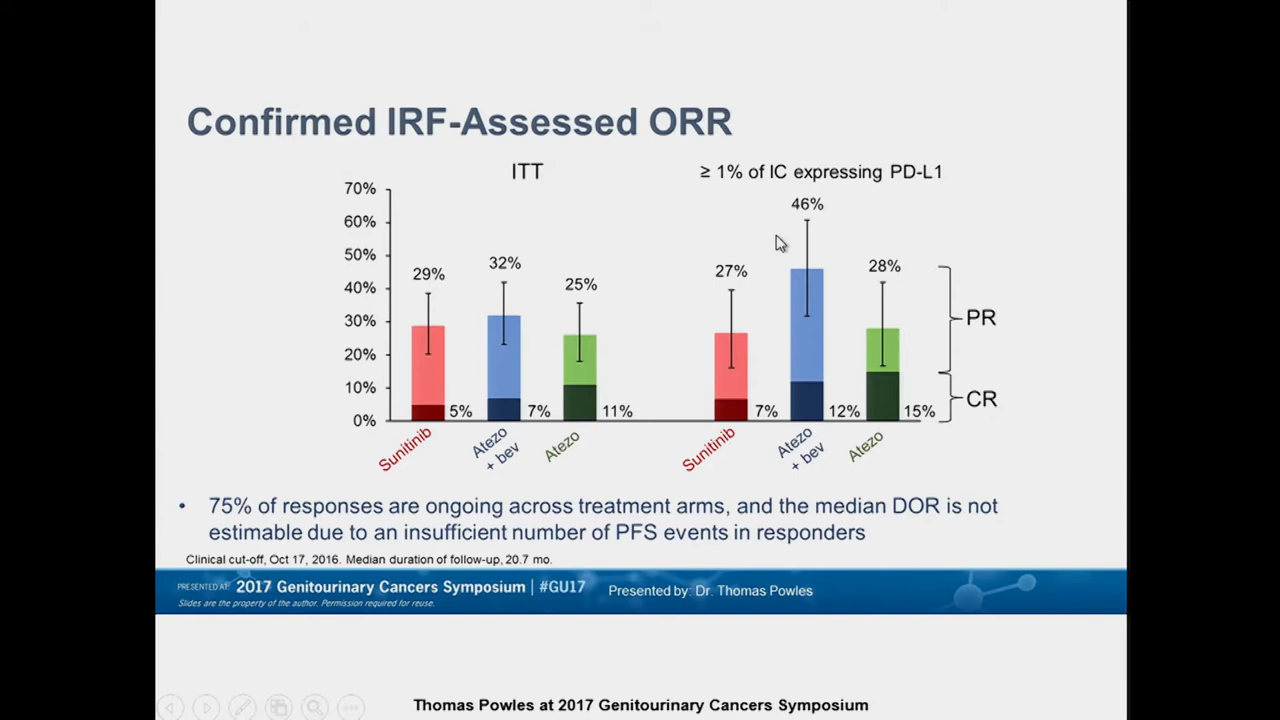 Confirmed IRF-Assessed ORR
ITT
≥ 1% of IC expressing PD-L1
70%
60%
50%
40%
30%
20%
10%
0%
29%
32%
25%
5%
7%
11%
Sunitinib
Atezo
+ bev
Atezo
27%
46%
28%
7%
12%
15%
Sunitinib
Atezo
+ bev
Atezo
PR
CR
• 75% of responses are ongoing across treatment arms, and the median DOR is not
estimable due to an insufficient number of PFS events in responders
Clinical cut-off, Oct 17, 2016. Median duration of follow-up, 20.7 mo.
PRESENTED AT: 2017 Genitourinary Cancers Symposium | #GU17
Presented by: Dr. Thomas Powles
Slides are the property of the author. Permission required for reuse.
Thomas Powles at 2017 Genitourinary Cancers Symposium